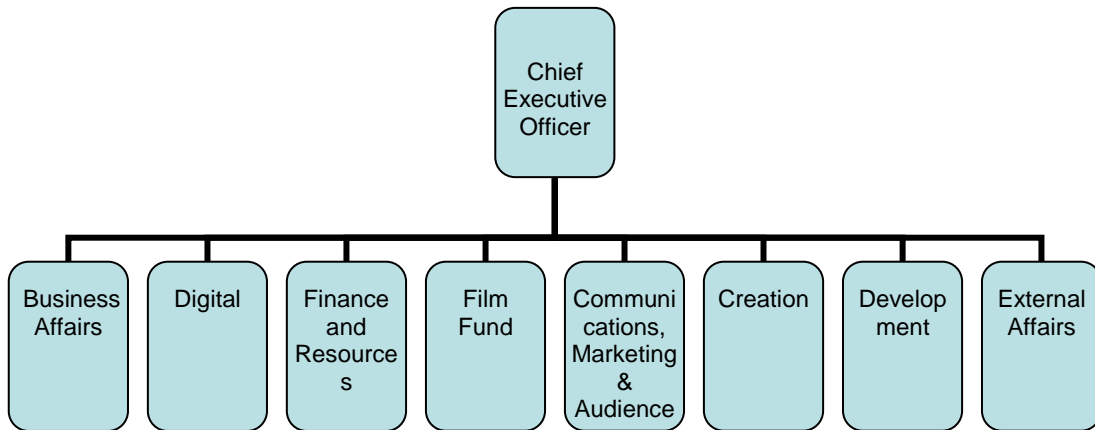 Chief
Executive
Officer
Business
Affairs
Digital
Finance
and
Resource
s
Film
Fund
Communi
cations,
Marketing
&
Audience
Creation
Develop
ment
External
Affairs